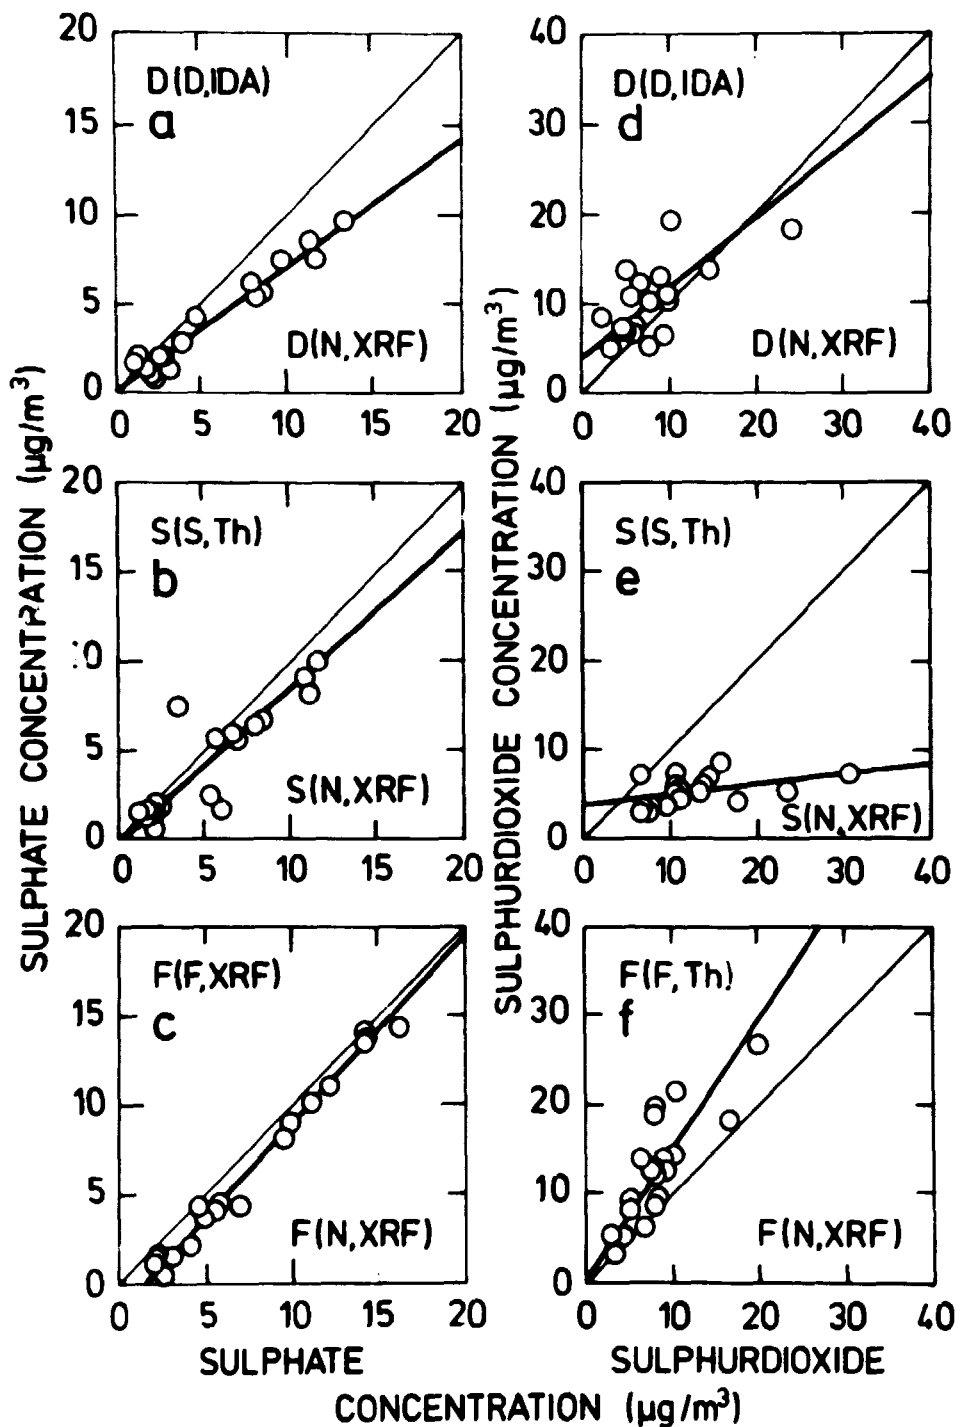 SULPHATE CONCENTRATION (µg/m³)
20
15
10
5
0
D(D,IDA)
a
D(N,XRF)
0 5 10 15 20
20
15
10
5
0
S(S,Th)
b
S(N,XRF)
0 5 10 15 20
20
15
10
5
0
F(F,XRF)
c
F(N,XRF)
0 5 10 15 20
SULPHATE
SULPHURDIOXIDE CONCENTRATION (µg/m³)
40
30
20
10
0
D(D,IDA)
d
D(N,XRF)
0 10 20 30 40
40
30
20
10
0
S(S,Th)
e
S(N,XRF)
0 10 20 30 40
40
30
20
10
0
F(F,Th)
f
F(N,XRF)
0 10 20 30 40
SULPHURDIOXIDE
CONCENTRATION (µg/m³)